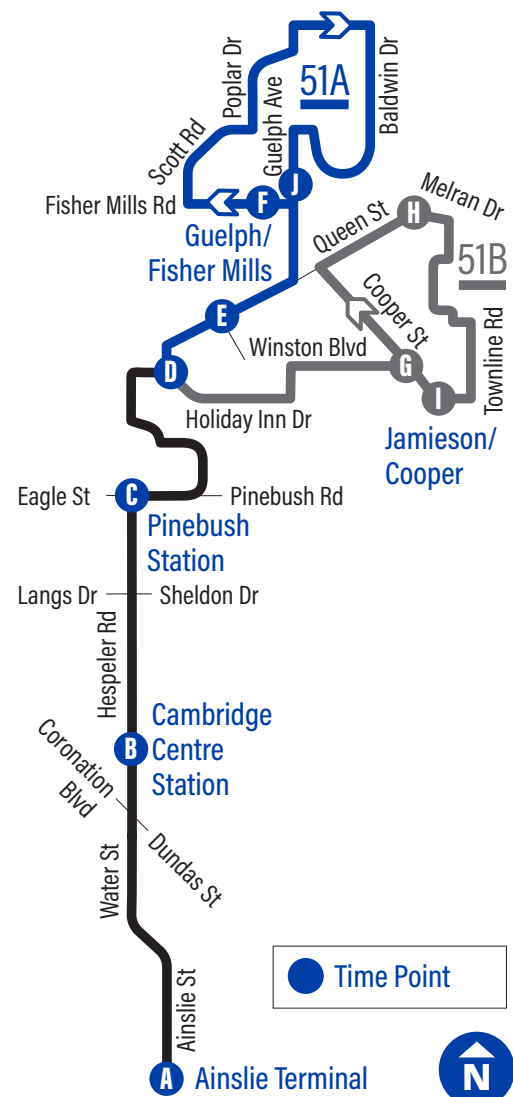 Poplar Dr
Guelph Ave
51A
Baldwin Dr
Scott Rd
Fisher Mills Rd
F
J
Guelph/
Fisher Mills
Queen St
H
Melran Dr
51B
Cooper St
Townline Rd
E
Winston Blvd
D
G
I
Holiday Inn Dr
Jamieson/
Cooper
Eagle St
C
Pinebush Rd
Pinebush
Station
Langs Dr
Sheldon Dr
Hespeler Rd
B
Cambridge
Centre
Station
Coronation
Blvd
Dundas St
Water St
Ainslie St
Time Point
A
Ainslie Terminal
N